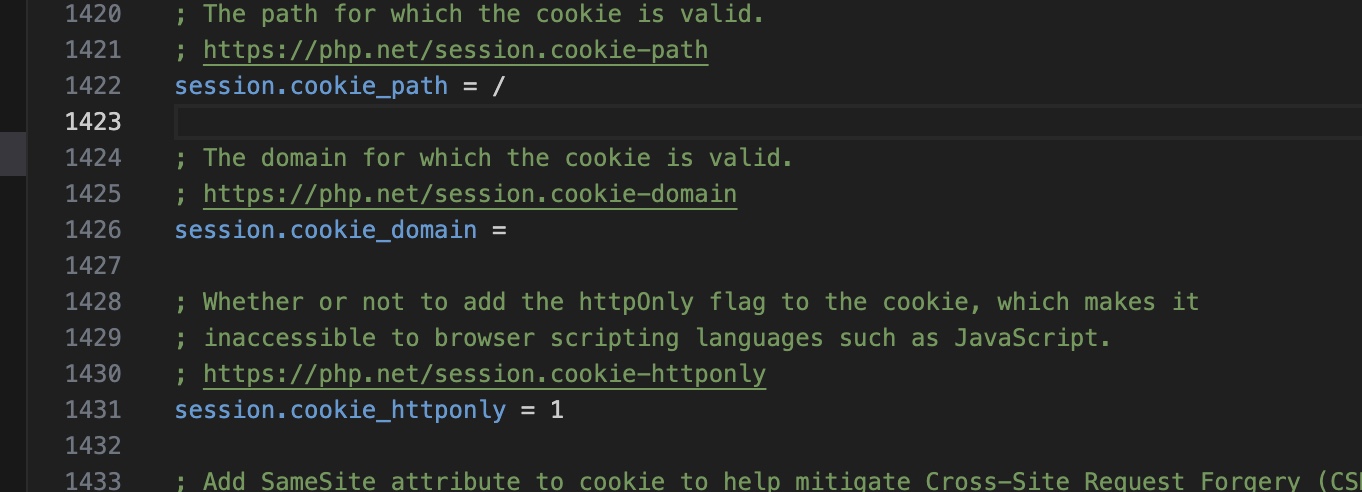 1420 ; The path for which the cookie is valid.
1421 ; https://php.net/session.cookie-path
1422 session.cookie_path = /
1423
1424 ; The domain for which the cookie is valid.
1425 ; https://php.net/session.cookie-domain
1426 session.cookie_domain =
1427
1428 ; Whether or not to add the httpOnly flag to the cookie, which makes it
1429 ; inaccessible to browser scripting languages such as JavaScript.
1430 ; https://php.net/session.cookie-httponly
1431 session.cookie_httponly = 1
1432
1433 ; Add SameSite attribute to cookie to help mitigate Cross-Site Request Forgery (CS